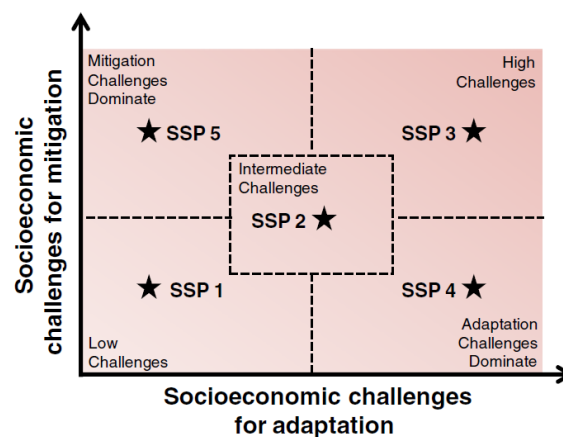 Socioeconomic
challenges for mitigation
Mitigation
Challenges
Dominate
High
Challenges
SSP 5
SSP 3
Intermediate
Challenges
SSP 2
SSP 1
SSP 4
Low
Challenges
Adaptation
Challenges
Dominate
Socioeconomic challenges
for adaptation